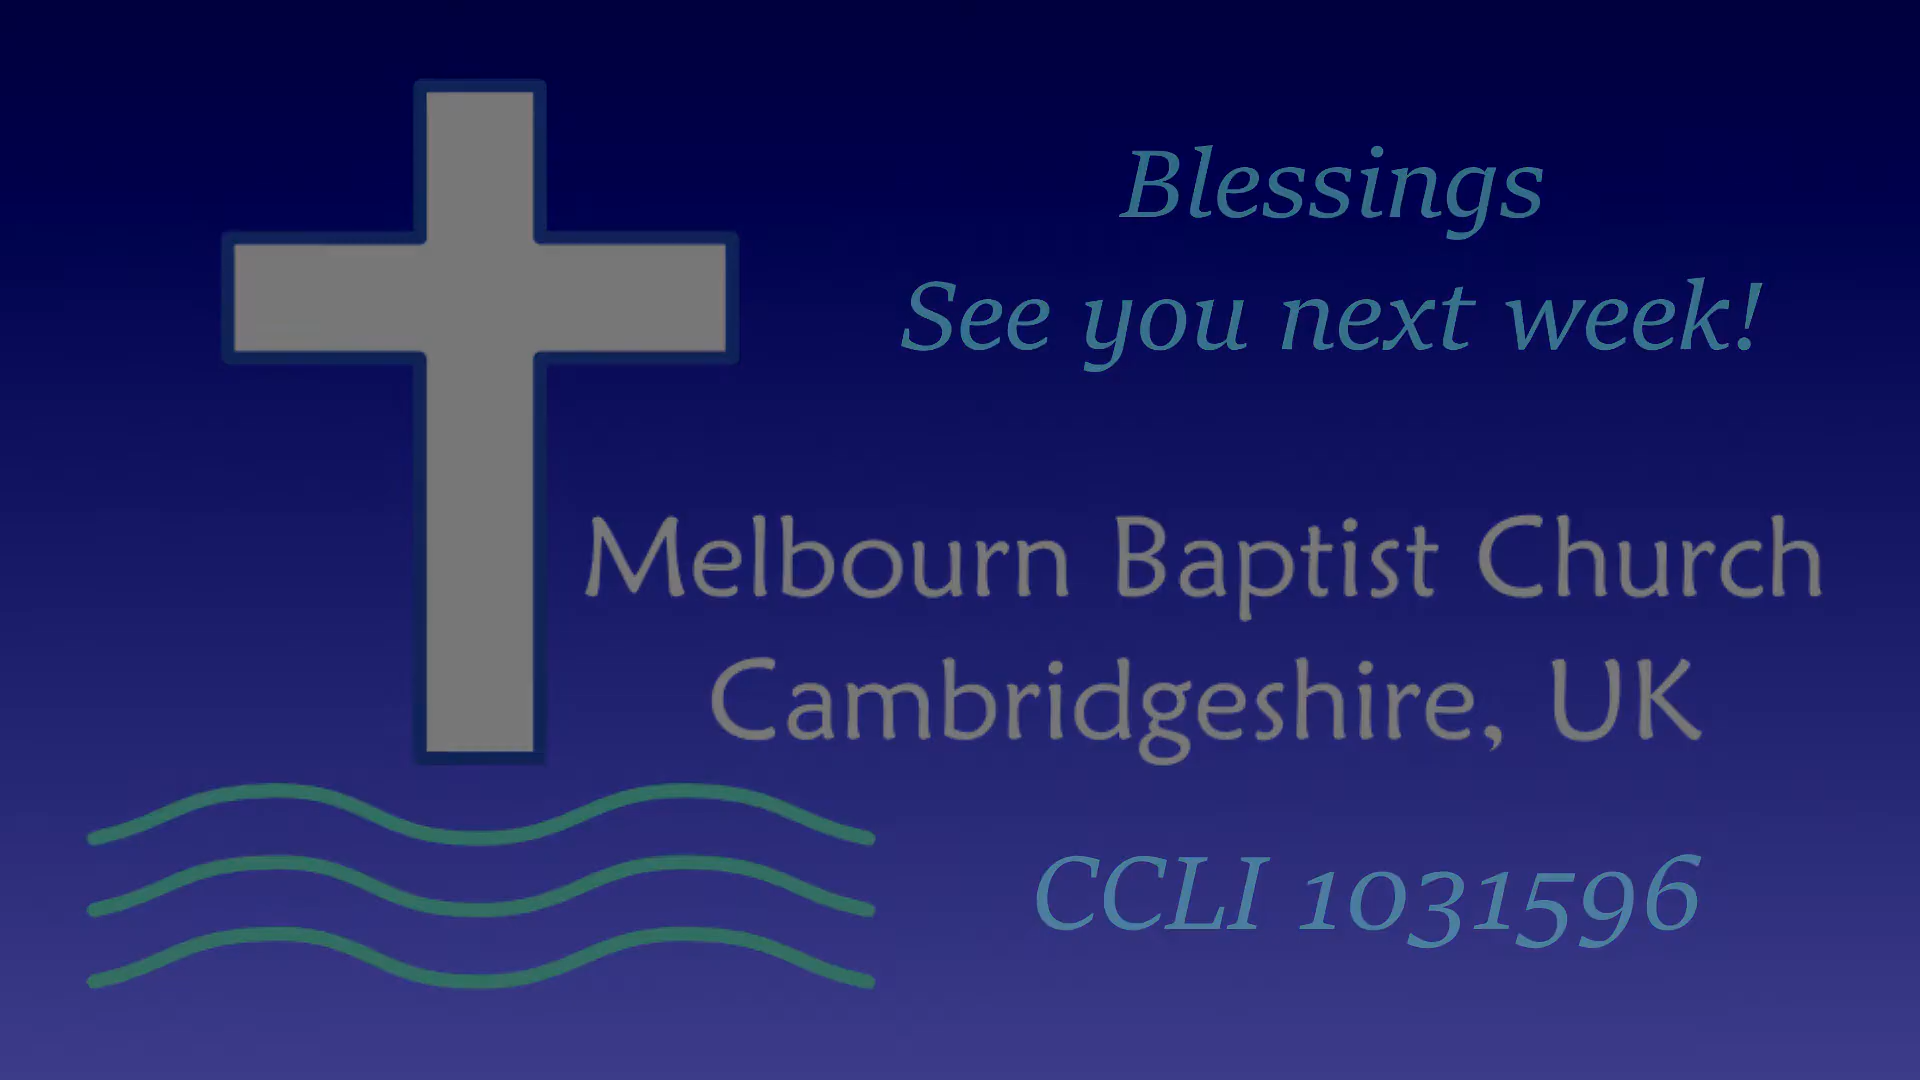 Blessings
See you next week!
Melbourn Baptist Church
Cambridgeshire, UK
CCLI 1031596